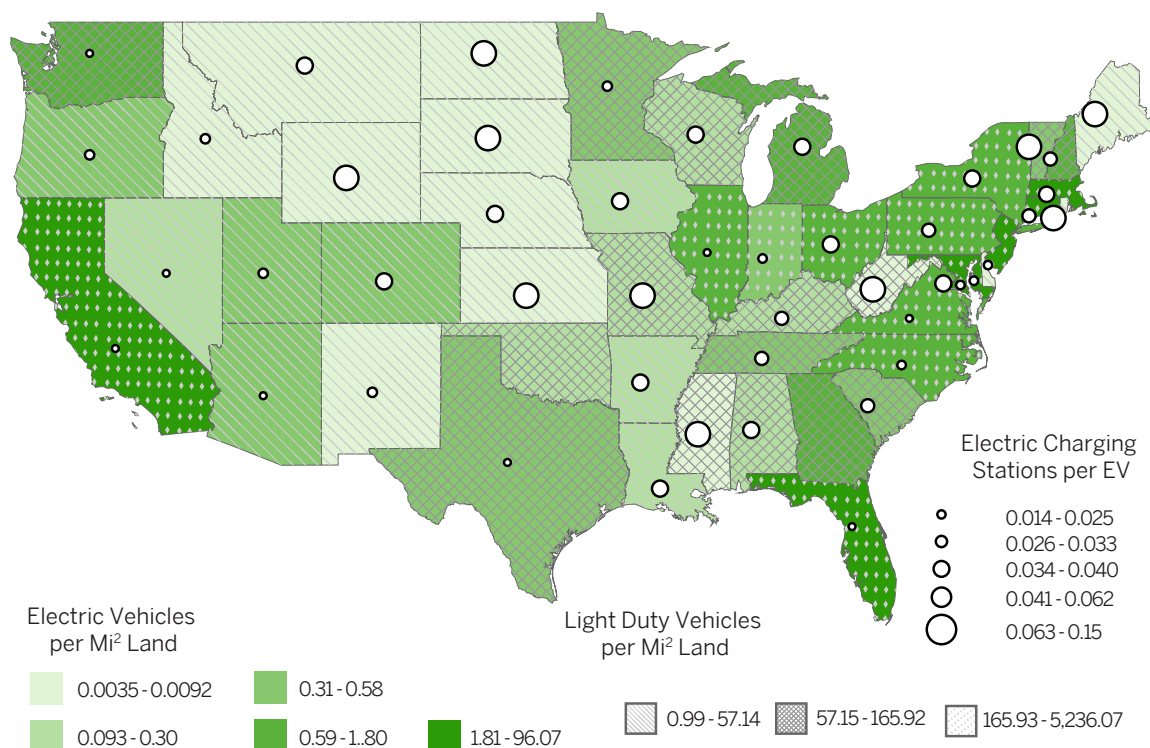 Electric Charging
Stations per EV
0.014 - 0.025
0.026 - 0.033
0.034 - 0.040
0.041 - 0.062
0.063 - 0.15
Electric Vehicles
per Mi² Land
0.0035 - 0.0092
0.093 - 0.30
0.31 - 0.58
0.59 - 1..80
1.81 - 96.07
Light Duty Vehicles
per Mi² Land
0.99 - 57.14
57.15 - 165.92
165.93 - 5,236.07